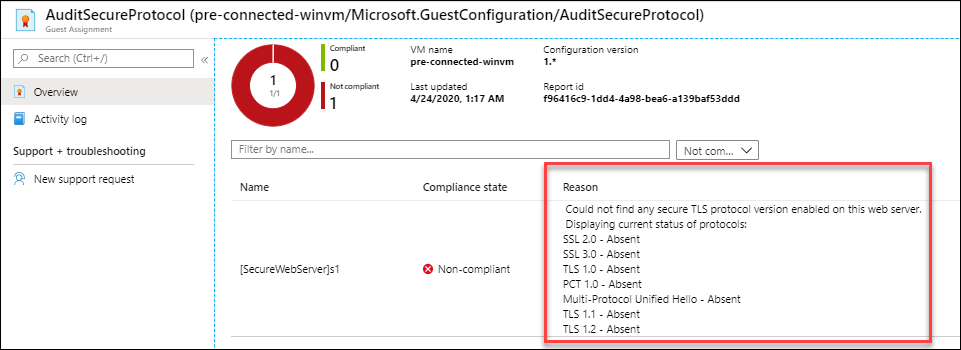 AuditSecureProtocol (pre-connected-winvm/Microsoft.GuestConfiguration/AuditSecureProtocol)
Guest Assignment
Search (Ctrl+/)
«
Overview
Activity log
Support + troubleshooting
New support request
1
1/1
Compliant
0
Not compliant
1
VM name
pre-connected-winvm
Last updated
4/24/2020, 1:17 AM
Configuration version
1.*
Report id
f96416c9-1dd4-4a98-bea6-a139baf53ddd
Filter by name...
Not com...
Name
Compliance state
Reason
[SecureWebServer]s1
Non-compliant
Could not find any secure TLS protocol version enabled on this web server.
Displaying current status of protocols:
SSL 2.0 - Absent
SSL 3.0 - Absent
TLS 1.0 - Absent
PCT 1.0 - Absent
Multi-Protocol Unified Hello - Absent
TLS 1.1 - Absent
TLS 1.2 - Absent